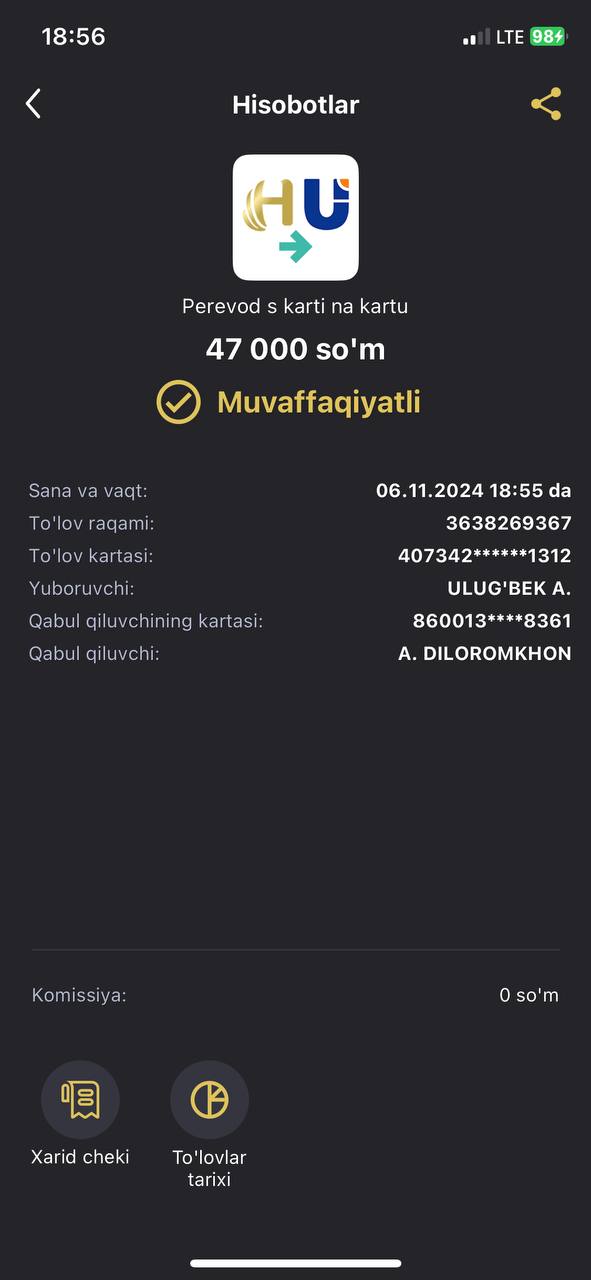 18:56
LTE 98
Hisobotlar
HU
Perevod s karti na kartu
47 000 so'm
Muvaffaqiyatli
Sana va vaqt: 06.11.2024 18:55 da
To'lov raqami: 3638269367
To'lov kartasi: 407342******1312
Yuboruvchi: ULUG'BEK A.
Qabul qiluvchining kartasi: 860013****8361
Qabul qiluvchi: A. DILOROMKHON
Komissiya: 0 so'm
Xarid cheki
To'lovlar
tarixi